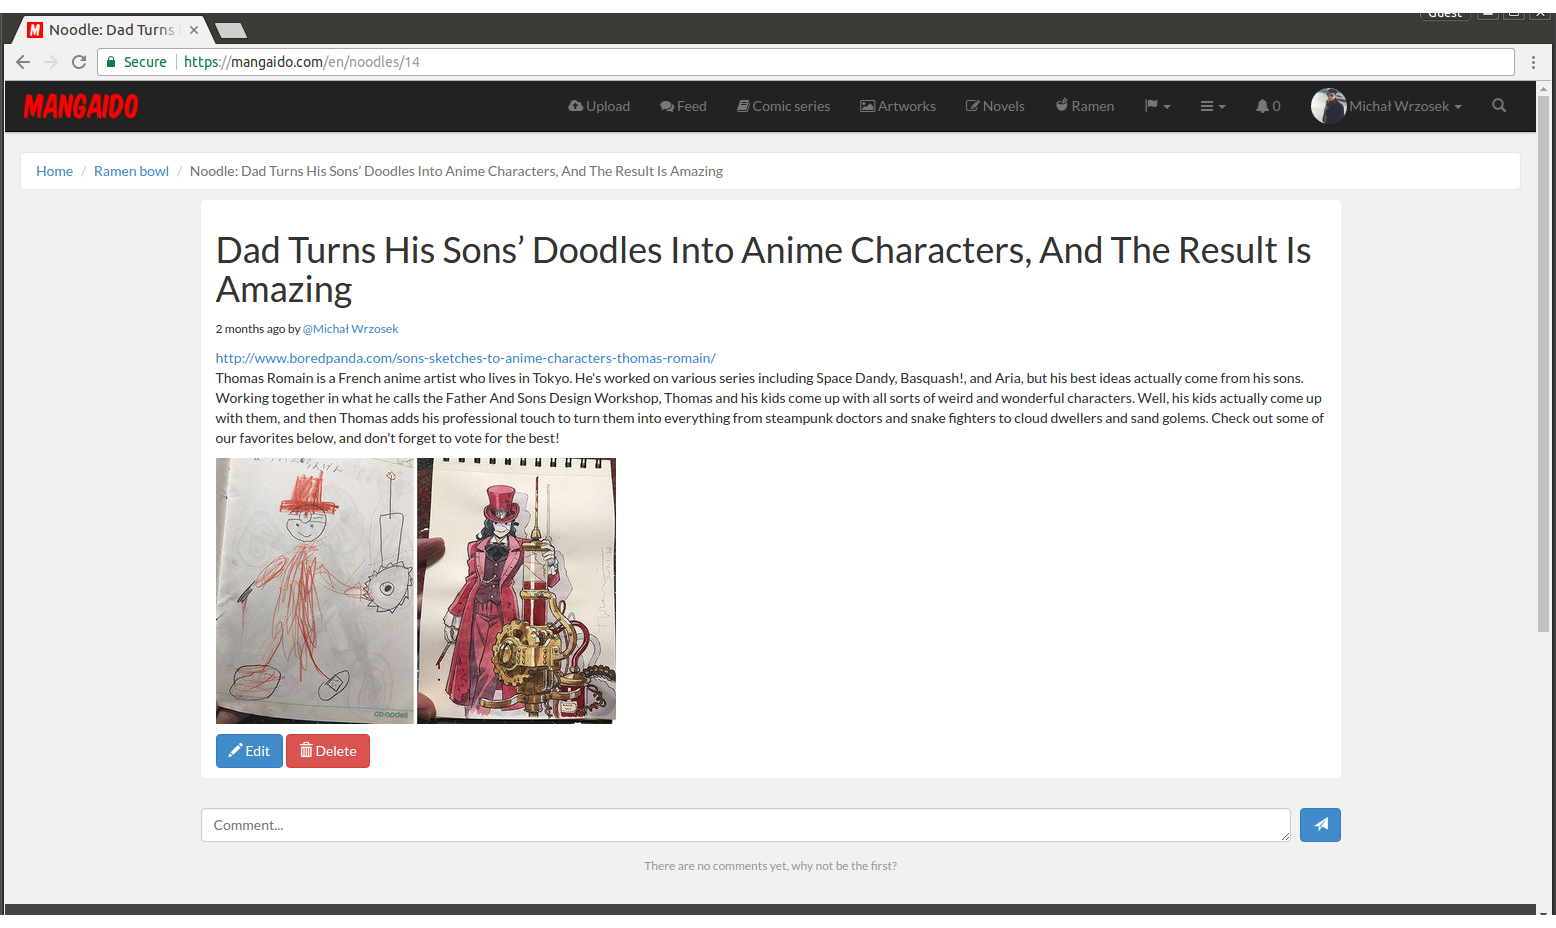 Guest
Noodle: Dad Turns
Secure | https://mangaido.com/en/noodles/14
MANGAIDO
Upload Feed Comic series Artworks Novels Ramen 0 Michał Wrzosek
Home / Ramen bowl / Noodle: Dad Turns His Sons’ Doodles Into Anime Characters, And The Result Is Amazing
Dad Turns His Sons’ Doodles Into Anime Characters, And The Result Is
Amazing
2 months ago by @Michał Wrzosek
http://www.boredpanda.com/sons-sketches-to-anime-characters-thomas-romain/
Thomas Romain is a French anime artist who lives in Tokyo. He's worked on various series including Space Dandy, Basquash!, and Aria, but his best ideas actually come from his sons.
Working together in what he calls the Father And Sons Design Workshop, Thomas and his kids come up with all sorts of weird and wonderful characters. Well, his kids actually come up
with them, and then Thomas adds his professional touch to turn them into everything from steampunk doctors and snake fighters to cloud dwellers and sand golems. Check out some of
our favorites below, and don't forget to vote for the best!
co-opdeli
Edit Delete
Comment...
There are no comments yet, why not be the first?